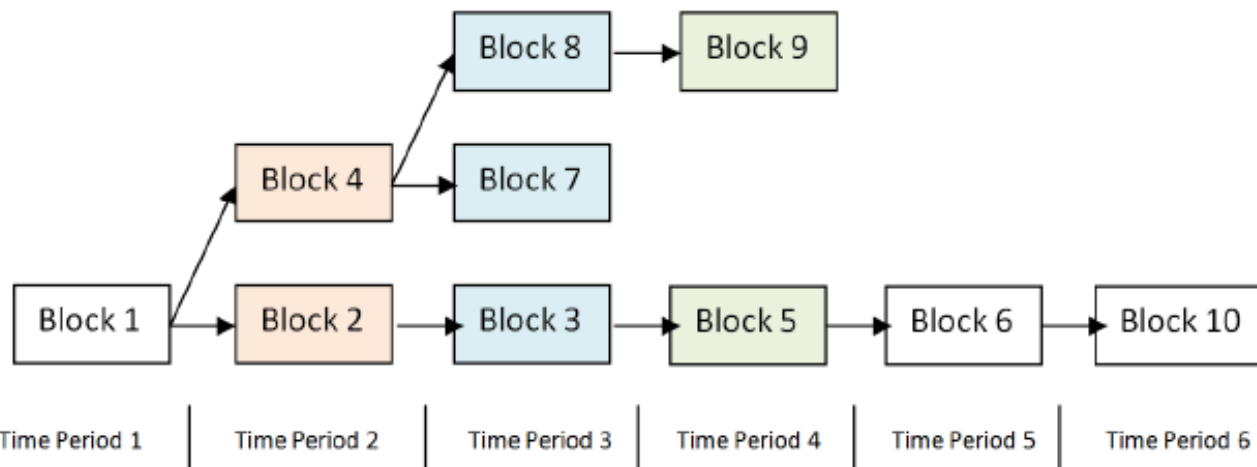 Block 8
Block 9
Block 4
Block 7
Block 1
Block 2
Block 3
Block 5
Block 6
Block 10
Time Period 1
Time Period 2
Time Period 3
Time Period 4
Time Period 5
Time Period 6